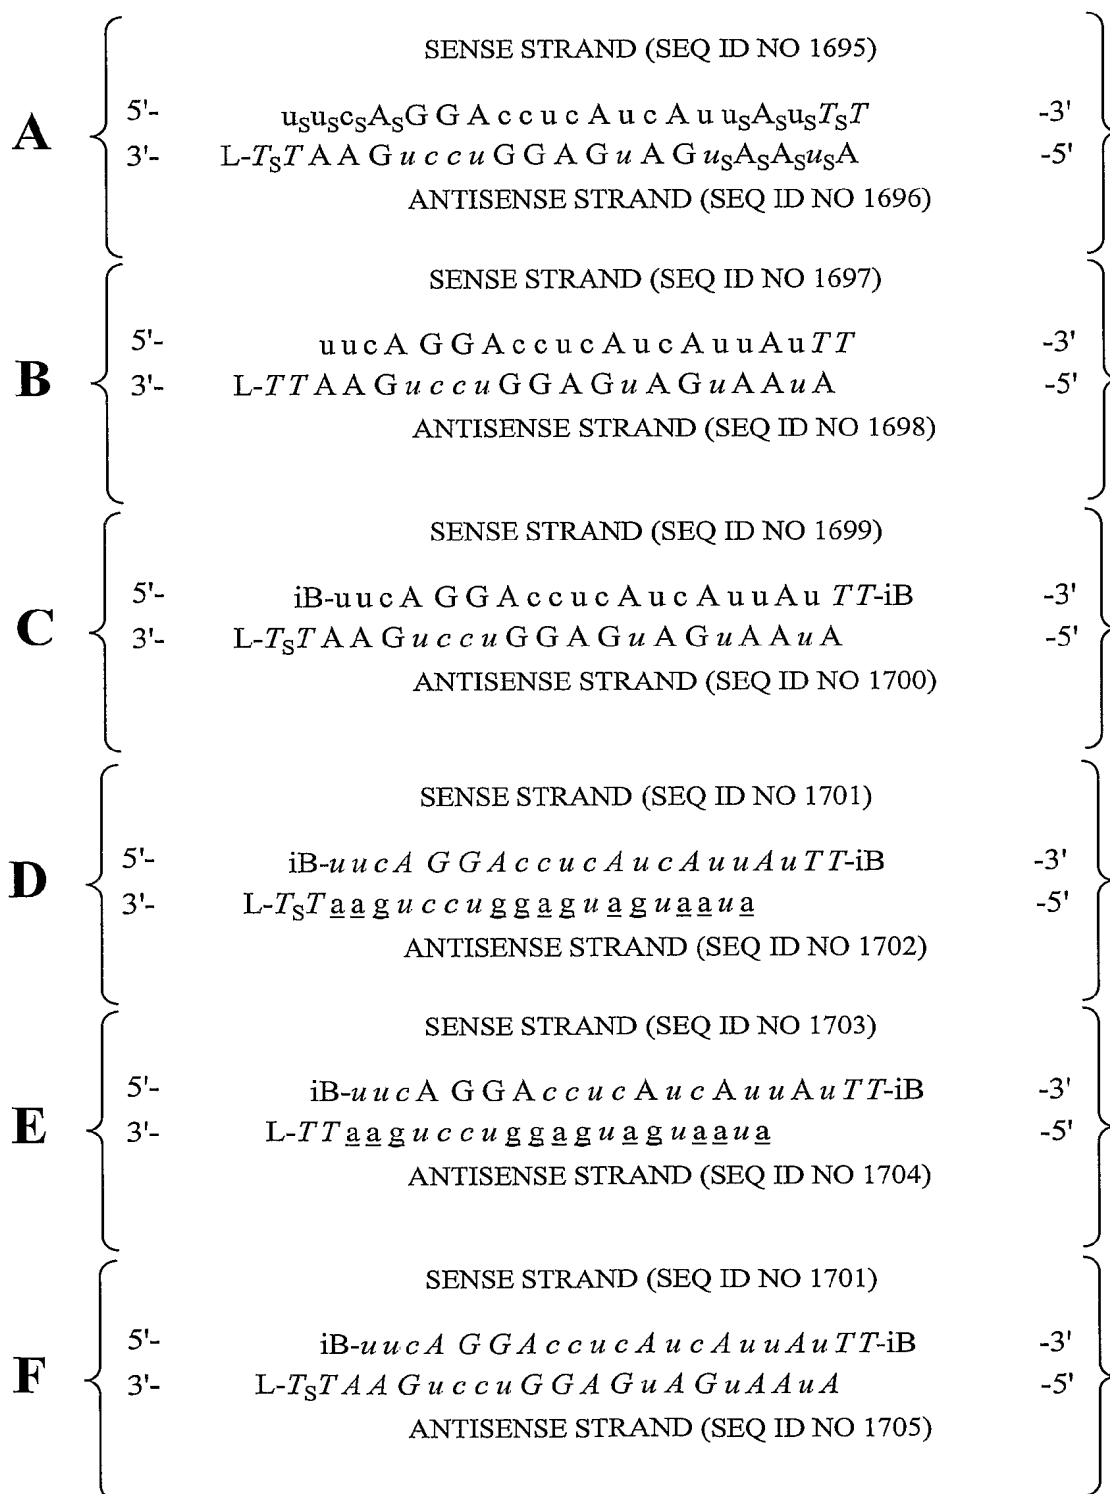 SENSE STRAND (SEQ ID NO 1695)
5'- uSuScSASG G A c c u c A u c A u uSASuSTST -3'
A
3'- L-TST A A G u c c u G G A G u A G uSASASuSA -5'
ANTISENSE STRAND (SEQ ID NO 1696)
SENSE STRAND (SEQ ID NO 1697)
5'- u u c A G G A c c u c A u c A u u A u T T -3'
B
3'- L-T T A A G u c c u G G A G u A G u A A u A -5'
ANTISENSE STRAND (SEQ ID NO 1698)
SENSE STRAND (SEQ ID NO 1699)
5'- iB-u u c A G G A c c u c A u c A u u A u T T-iB -3'
C
3'- L-TST A A G u c c u G G A G u A G u A A u A -5'
ANTISENSE STRAND (SEQ ID NO 1700)
SENSE STRAND (SEQ ID NO 1701)
5'- iB-u u c A G G A c c u c A u c A u u A u T T-iB -3'
D
3'- L-TST a a g u c c u g g a g u a g u a a u a -5'
ANTISENSE STRAND (SEQ ID NO 1702)
SENSE STRAND (SEQ ID NO 1703)
5'- iB-u u c A G G A c c u c A u c A u u A u T T-iB -3'
E
3'- L-T T a a g u c c u g g a g u a g u a a u a -5'
ANTISENSE STRAND (SEQ ID NO 1704)
SENSE STRAND (SEQ ID NO 1701)
5'- iB-u u c A G G A c c u c A u c A u u A u T T-iB -3'
F
3'- L-TST A A G u c c u G G A G u A G u A A u A -5'
ANTISENSE STRAND (SEQ ID NO 1705)